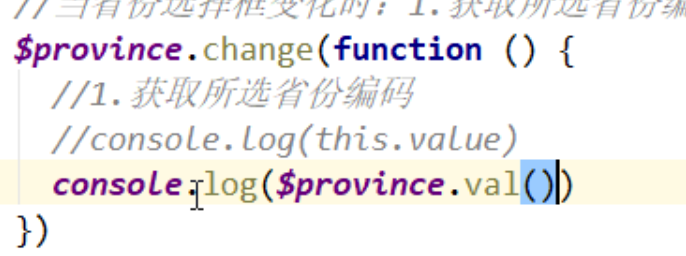 //当省份选择框变化时：1.获取所选省份编
$province.change(function () {
//1.获取所选省份编码
//console.log(this.value)
console.log($province.val())
})